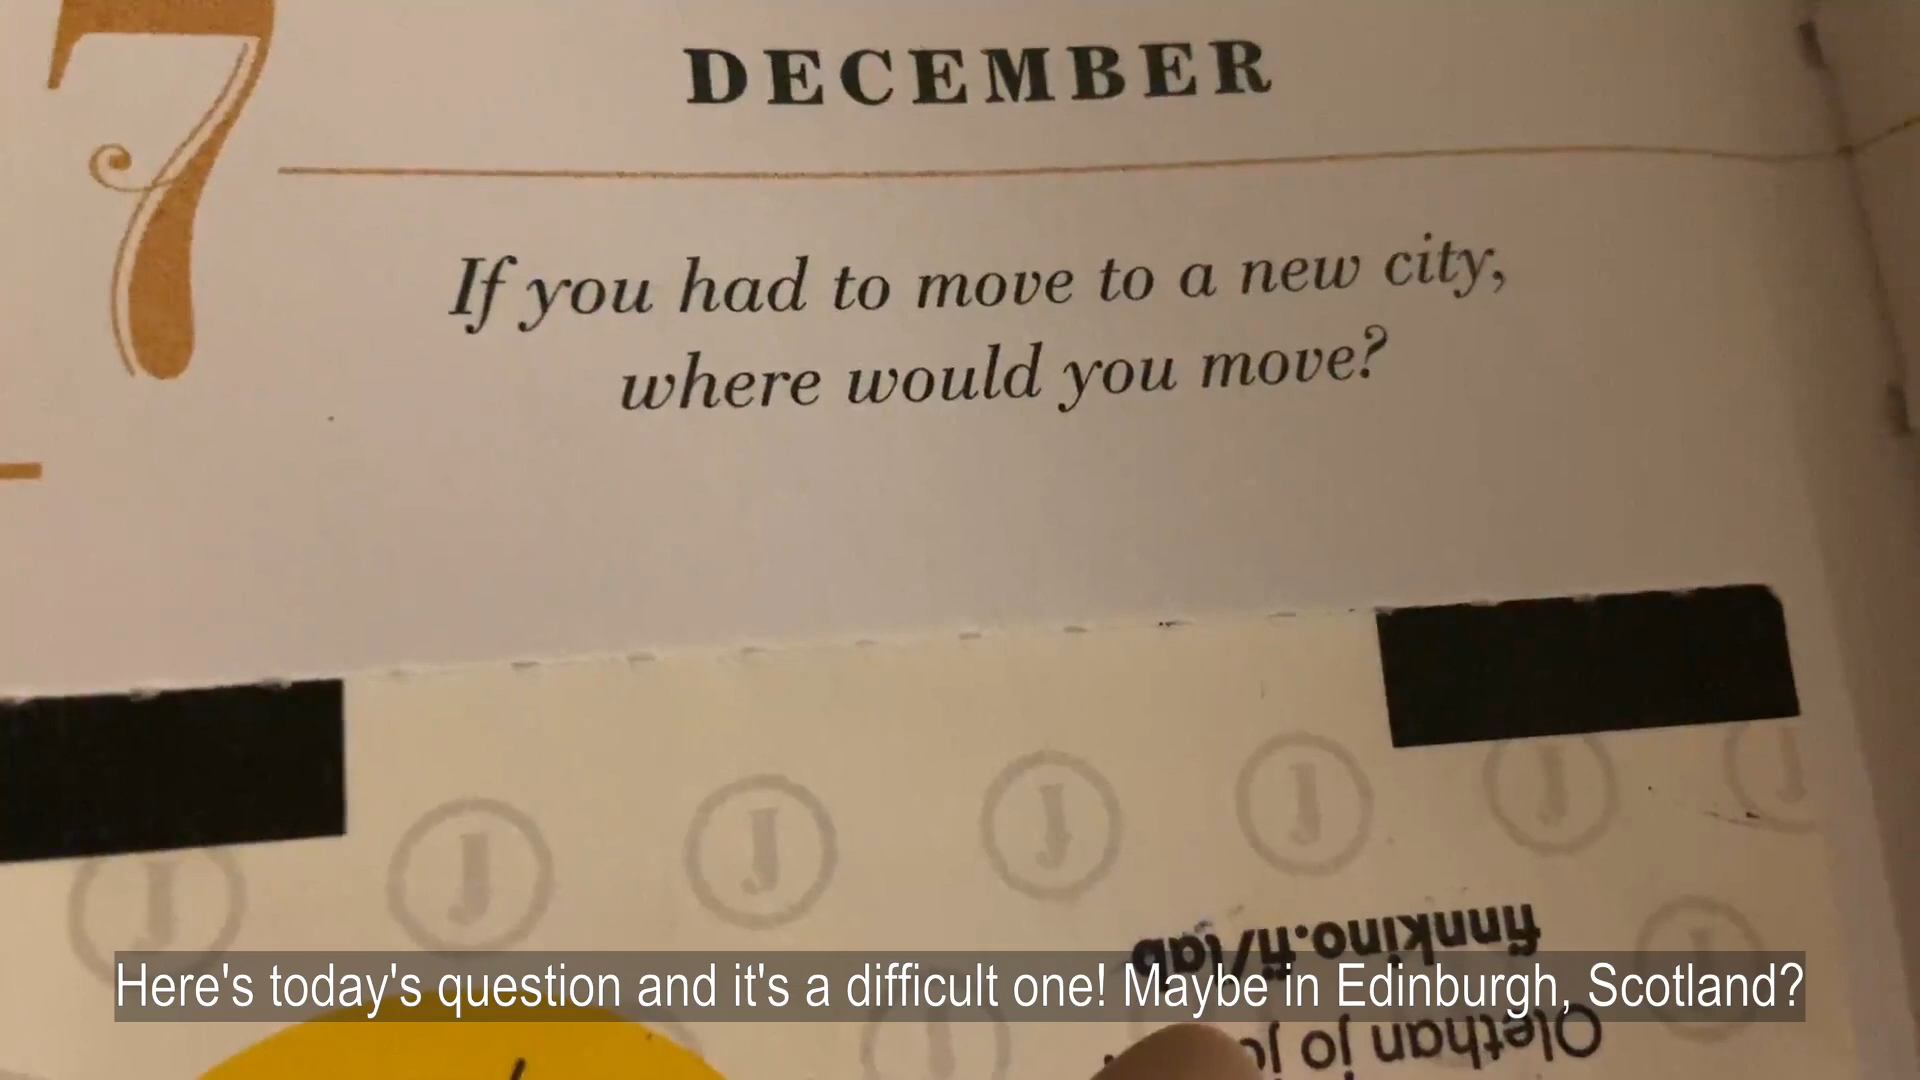 7
DECEMBER
If you had to move to a new city,
where would you move?
J J J J J J
J
finnkino.fi/lab
Olethan jo
Here's today's question and it's a difficult one! Maybe in Edinburgh, Scotland?